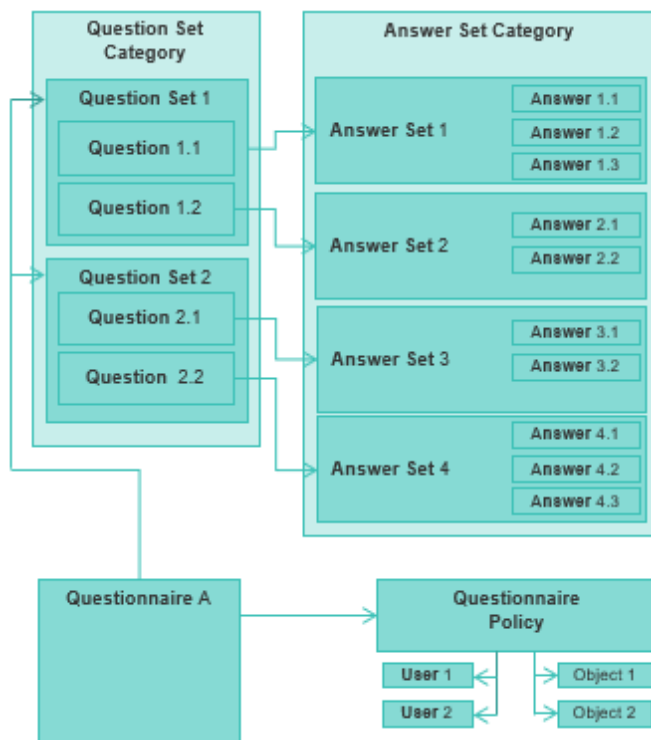 Question Set
Category
Question Set 1
Question 1.1
Question 1.2
Question Set 2
Question 2.1
Question 2.2
Answer Set Category
Answer Set 1
Answer 1.1
Answer 1.2
Answer 1.3
Answer Set 2
Answer 2.1
Answer 2.2
Answer Set 3
Answer 3.1
Answer 3.2
Answer Set 4
Answer 4.1
Answer 4.2
Answer 4.3
Questionnaire A
Questionnaire
Policy
User 1
User 2
Object 1
Object 2